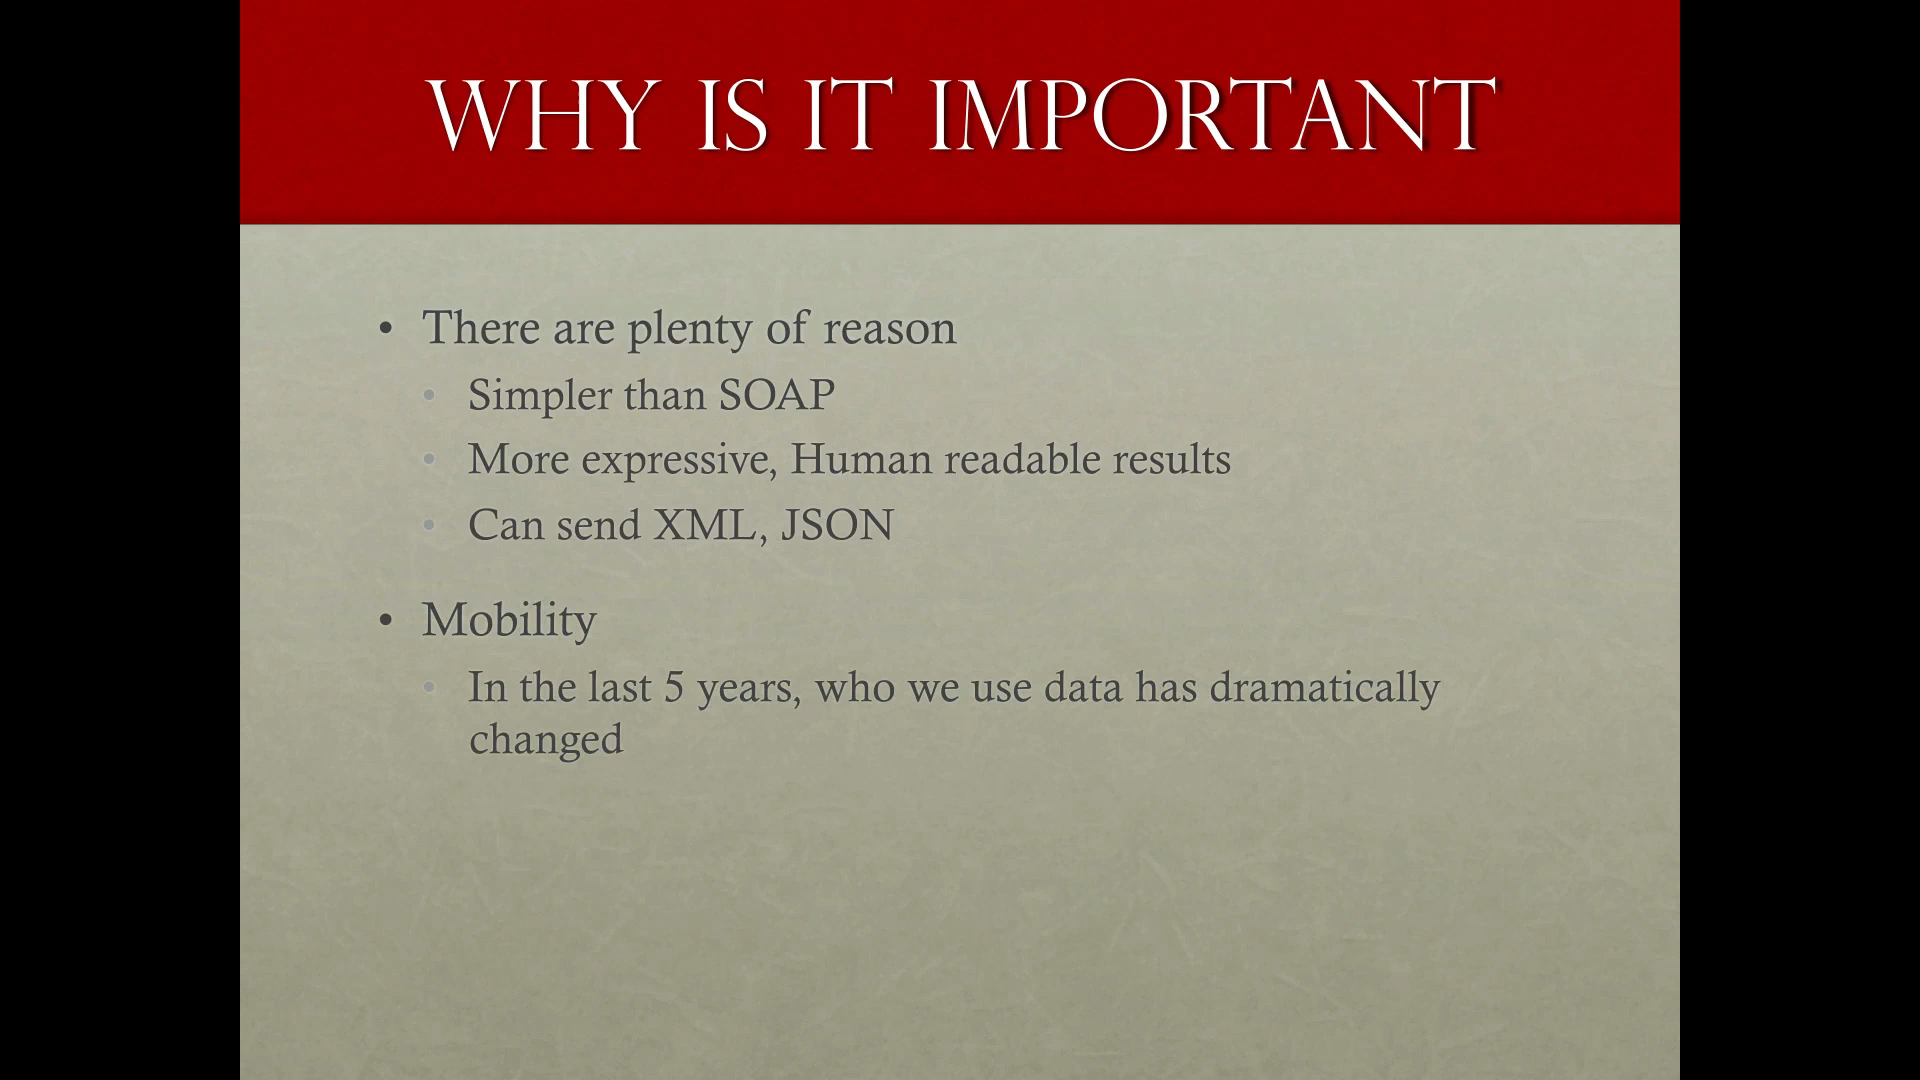 WHY IS IT IMPORTANT
• There are plenty of reason
• Simpler than SOAP
• More expressive, Human readable results
• Can send XML, JSON
• Mobility
• In the last 5 years, who we use data has dramatically
changed